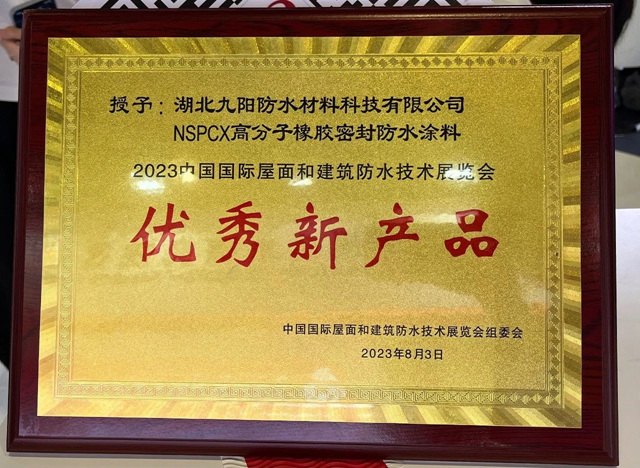 授予：湖北九阳防水材料科技有限公司
NSPCX高分子橡胶密封防水涂料
2023中国国际屋面和建筑防水技术展览会
优秀新产品
中国国际屋面和建筑防水技术展览会组委会
2023年8月3日